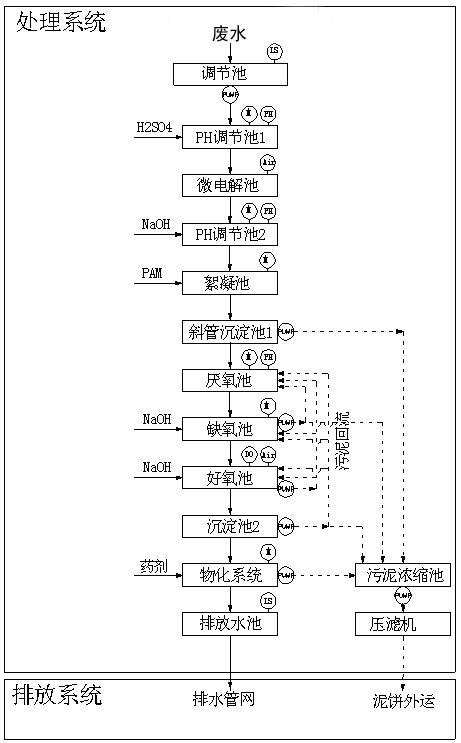 处理系统
废水
LS
调节池
PUMP
M PH
H2SO4
PH调节池1
Air
微电解池
M PH
NaOH
PH调节池2
M
PAM
絮凝池
斜管沉淀池1 PUMP
M PH
厌氧池
M
NaOH
缺氧池 PUMP
污泥回流
DO Air
NaOH
好氧池
PUMP
沉淀池2 PUMP
M
药剂
物化系统 PUMP
污泥浓缩池
PUMP
LS
排放水池
压滤机
排放系统
排水管网
泥饼外运